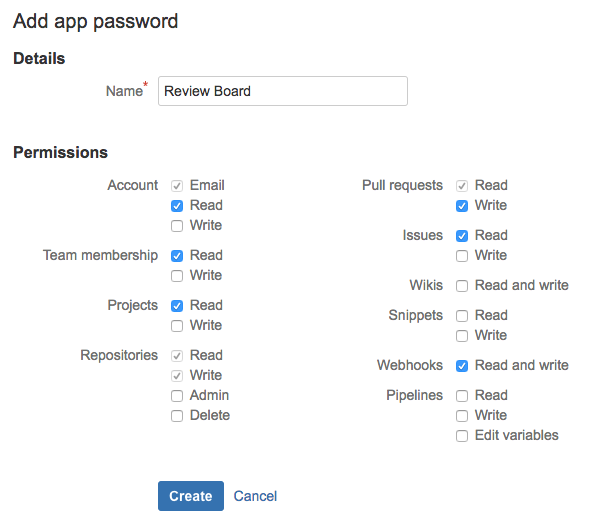 Add app password
Details
Name*
Review Board
Permissions
Account
Email
Read
Write
Team membership
Read
Write
Projects
Read
Write
Repositories
Read
Write
Admin
Delete
Pull requests
Read
Write
Issues
Read
Write
Wikis
Read and write
Snippets
Read
Write
Webhooks
Read and write
Pipelines
Read
Write
Edit variables
Create
Cancel